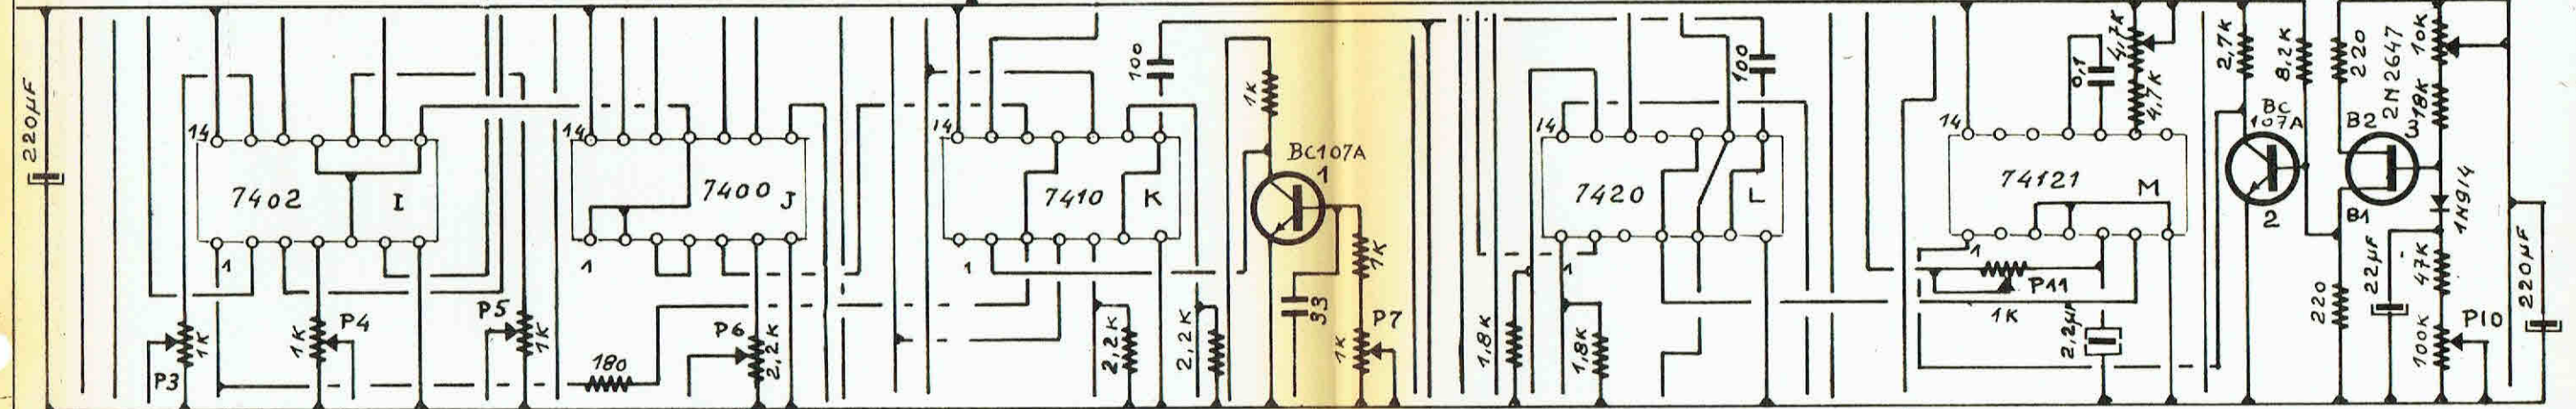 220µF
14
7402
I
1
P3
1K
1K
P4
P5
1K
14
7400
J
1
180
P6
2,2K
14
7410
K
1
100
2,2K
2,2K
1K
BC107A
1
1K
33
1K
P7
14
7420
L
1
100
1,8K
1,8K
14
74121
M
1
0,1
4,7K
4,7K
P11
1K
2,2µF
2,7K
8,2K
BC
107A
2
220
2N2647
B2
3
B1
10K
18K
1N914
220
22µF
47K
100K
P10
220µF